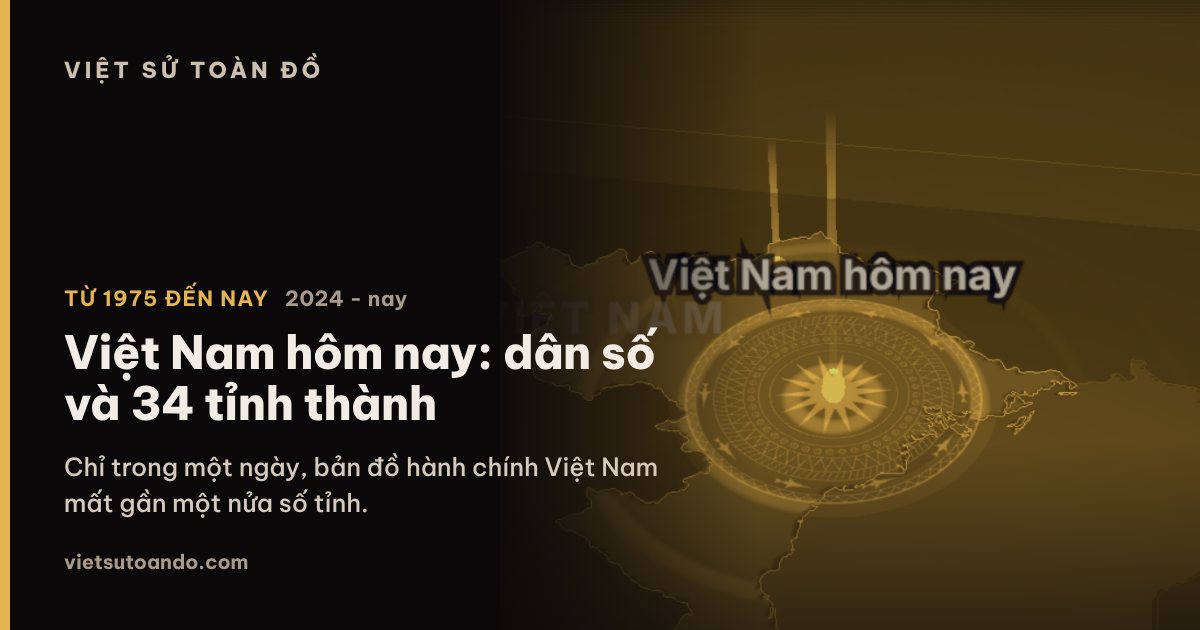 VIỆT SỬ TOÀN ĐỒ
TỪ 1975 ĐẾN NAY 2024 - nay
Việt Nam hôm nay: dân số
và 34 tỉnh thành
Chỉ trong một ngày, bản đồ hành chính Việt Nam
mất gần một nửa số tỉnh.
vietsutoando.com
Việt Nam hôm nay
VIỆT NAM